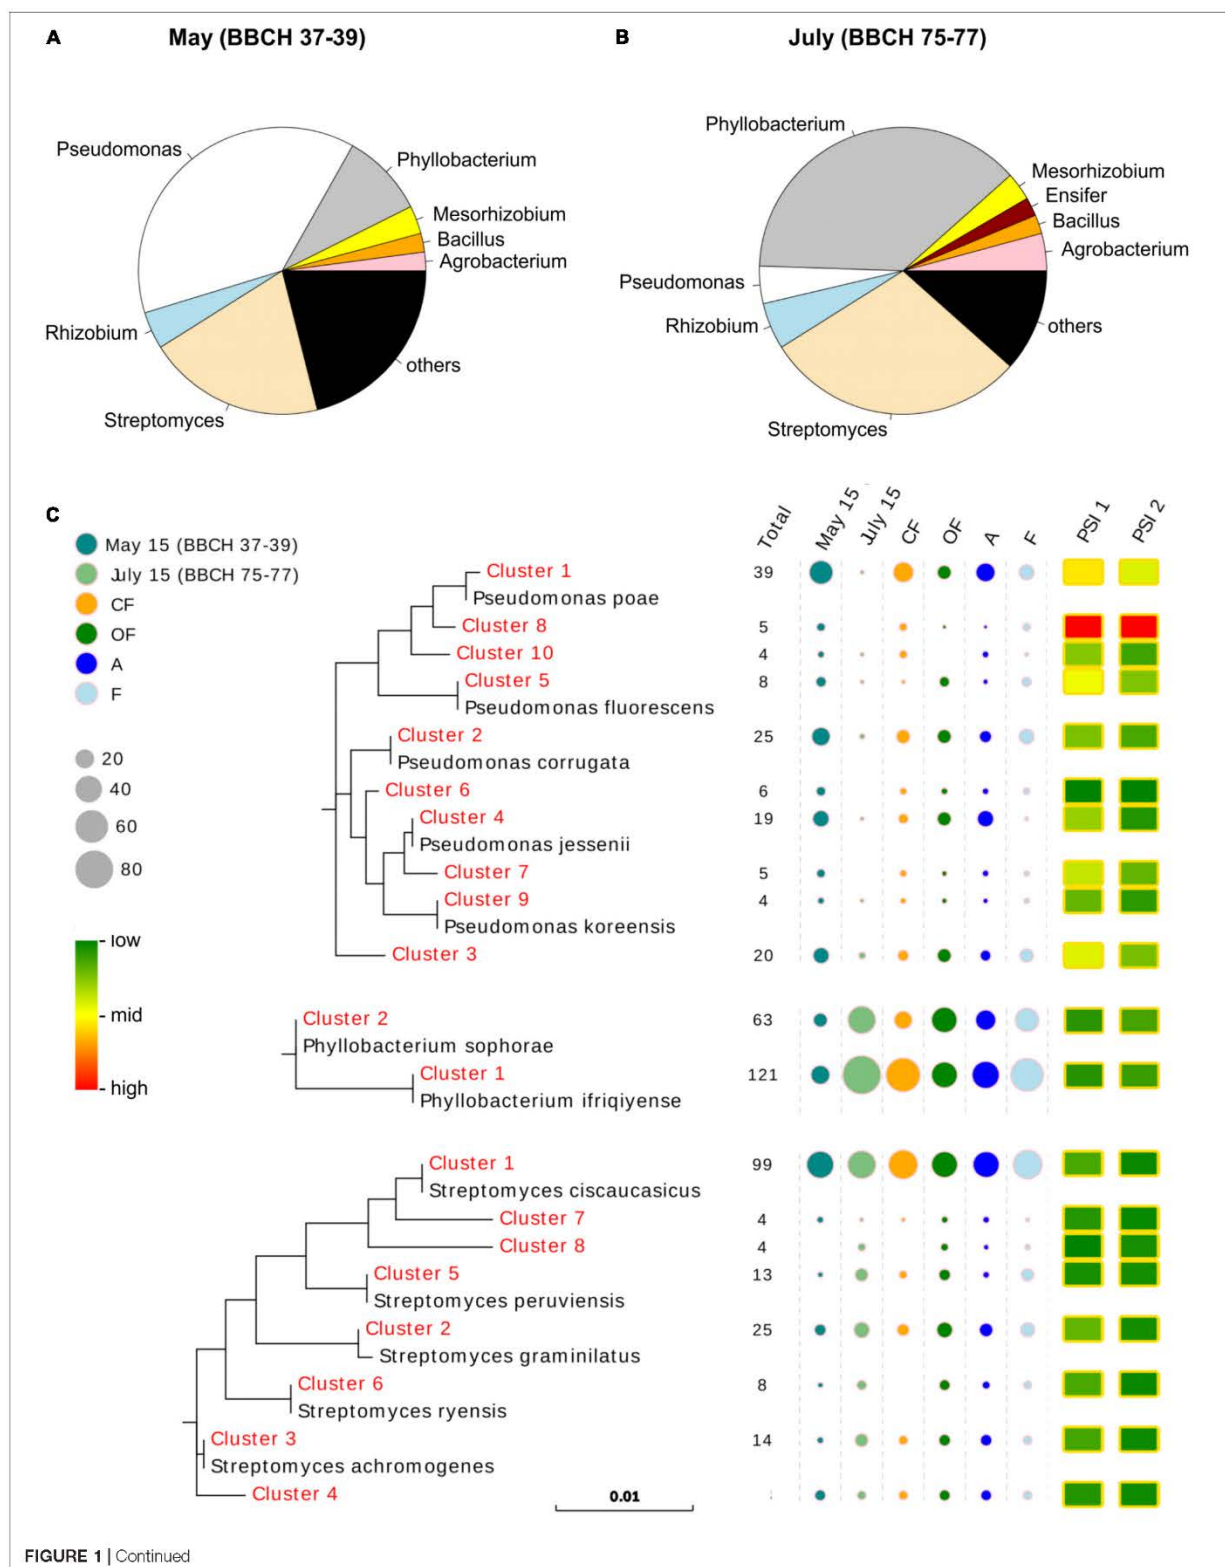 A May (BBCH 37-39)
B July (BBCH 75-77)
Pseudomonas
Phyllobacterium
Mesorhizobium
Bacillus
Agrobacterium
others
Streptomyces
Rhizobium
Phyllobacterium
Mesorhizobium
Ensifer
Bacillus
Agrobacterium
others
Streptomyces
Rhizobium
Pseudomonas
C
May 15 (BBCH 37-39)
July 15 (BBCH 75-77)
CF
OF
A
F
20
40
60
80
low
mid
high
Total May 15 July 15 CF OF A F PSI 1 PSI 2
Cluster 1 39
Pseudomonas poae
Cluster 8 5
Cluster 10 4
Cluster 5 8
Pseudomonas fluorescens
Cluster 2 25
Pseudomonas corrugata
Cluster 6 6
Cluster 4 19
Pseudomonas jessenii
Cluster 7 5
Cluster 9 4
Pseudomonas koreensis
Cluster 3 20
Cluster 2 63
Phyllobacterium sophorae
Cluster 1 121
Phyllobacterium ifriqiyense
Cluster 1 99
Streptomyces ciscaucasicus
Cluster 7 4
Cluster 8 4
Cluster 5 13
Streptomyces peruviensis
Cluster 2 25
Streptomyces graminilatus
Cluster 6 8
Streptomyces ryensis
Cluster 3 14
Streptomyces achromogenes
Cluster 4
0.01
FIGURE 1 | Continued